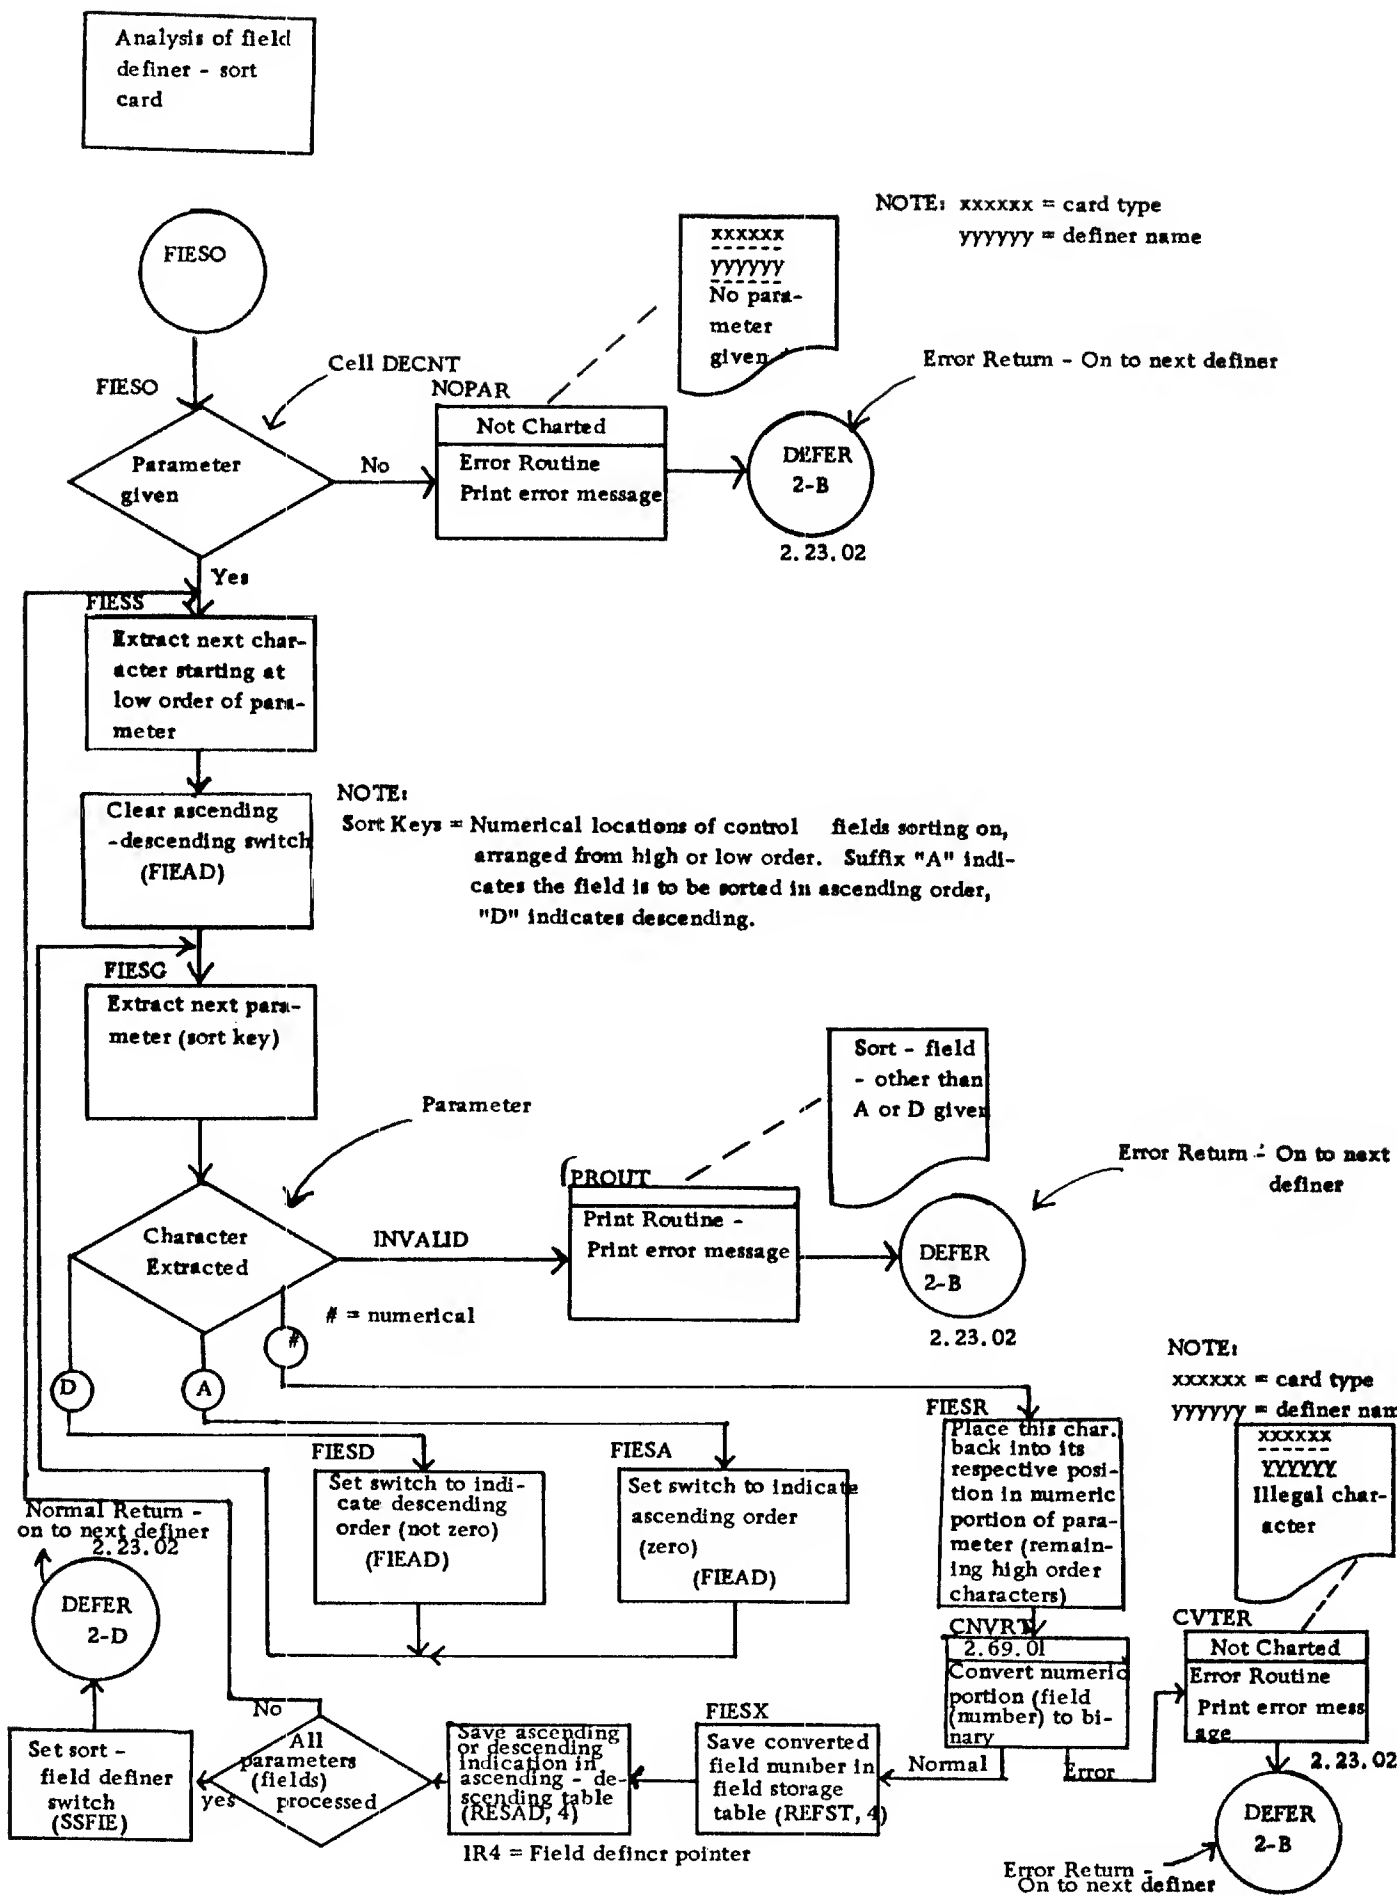 Analysis of field
definer - sort
card
NOTE: xxxxxx = card type
yyyyyy = definer name
FIESO
xxxxxx
yyyyyy
No para-
meter
given
Cell DECNT
Error Return - On to next definer
FIESO
NOPAR
Not Charted
Parameter
given
No
Error Routine
Print error message
DEFER
2-B
2.23.02
Yes
FIESS
Extract next char-
acter starting at
low order of para-
meter
Clear ascending
-descending switch
(FIEAD)
NOTE:
Sort Keys = Numerical locations of control fields sorting on,
arranged from high or low order. Suffix "A" indi-
cates the field is to be sorted in ascending order,
"D" indicates descending.
FIESG
Extract next para-
meter (sort key)
Sort - field
- other than
A or D given
Parameter
Error Return - On to next
definer
PROUT
Print Routine -
Print error message
Character
Extracted
INVALID
DEFER
2-B
2.23.02
# = numerical
#
D
A
NOTE:
xxxxxx = card type
yyyyyy = definer nam
xxxxxx
YYYYYY
Illegal char-
acter
FIESR
Place this char.
back into its
respective posi-
tion in numeric
portion of para-
meter (remain-
ing high order
characters)
FIESD
Set switch to indi-
cate descending
order (not zero)
(FIEAD)
FIESA
Set switch to indicate
ascending order
(zero)
(FIEAD)
Normal Return -
on to next definer
2.23.02
DEFER
2-D
CNVRT
2.69.01
Convert numeric
portion (field
(number) to bi-
nary
CVTER
Not Charted
Error Routine
Print error mess
age
2.23.02
No
All
parameters
(fields)
processed
yes
Set sort -
field definer
switch
(SSFIE)
Save ascending
or descending
indication in
ascending - de-
scending table
(RESAD, 4)
FIESX
Save converted
field number in
field storage
table (REFST, 4)
Normal
Error
IR4 = Field definer pointer
DEFER
2-B
Error Return -
On to next definer